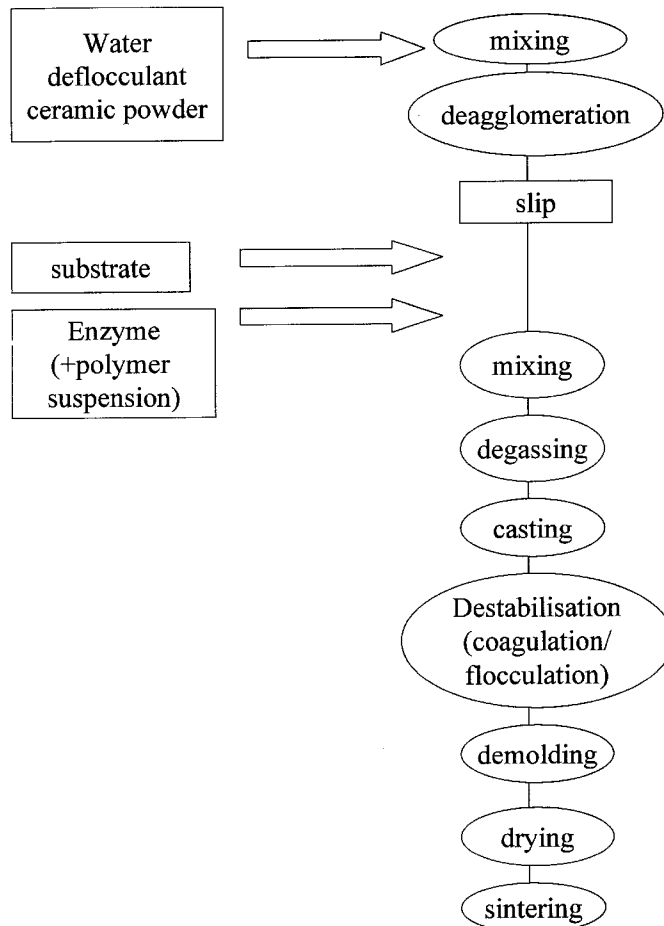 Water
deflocculant
ceramic powder
mixing
deagglomeration
slip
substrate
Enzyme
(+polymer
suspension)
mixing
degassing
casting
Destabilisation
(coagulation/
flocculation)
demolding
drying
sintering